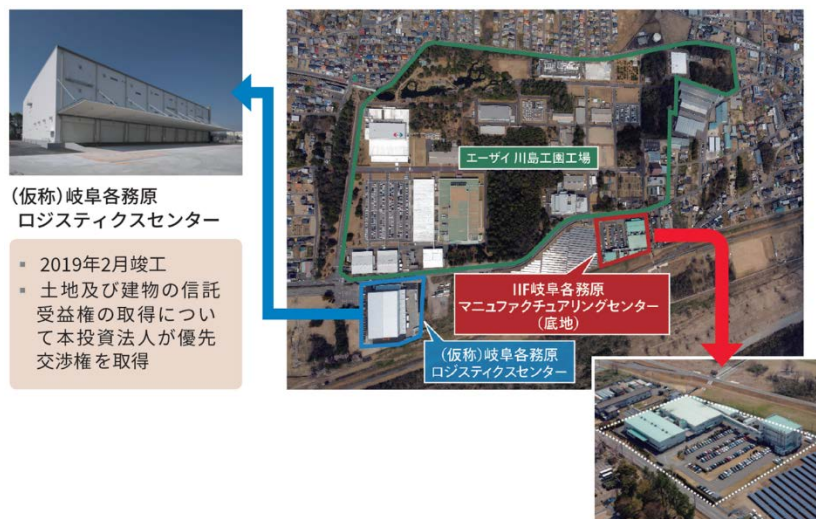 エーザイ 川島工園工場
(仮称)岐阜各務原
ロジスティクスセンター
▪ 2019年2月竣工
▪ 土地及び建物の信託
受益権の取得につい
て本投資法人が優先
交渉権を取得
IIF岐阜各務原
マニュファクチュアリングセンター
(底地)
(仮称)岐阜各務原
ロジスティクスセンター